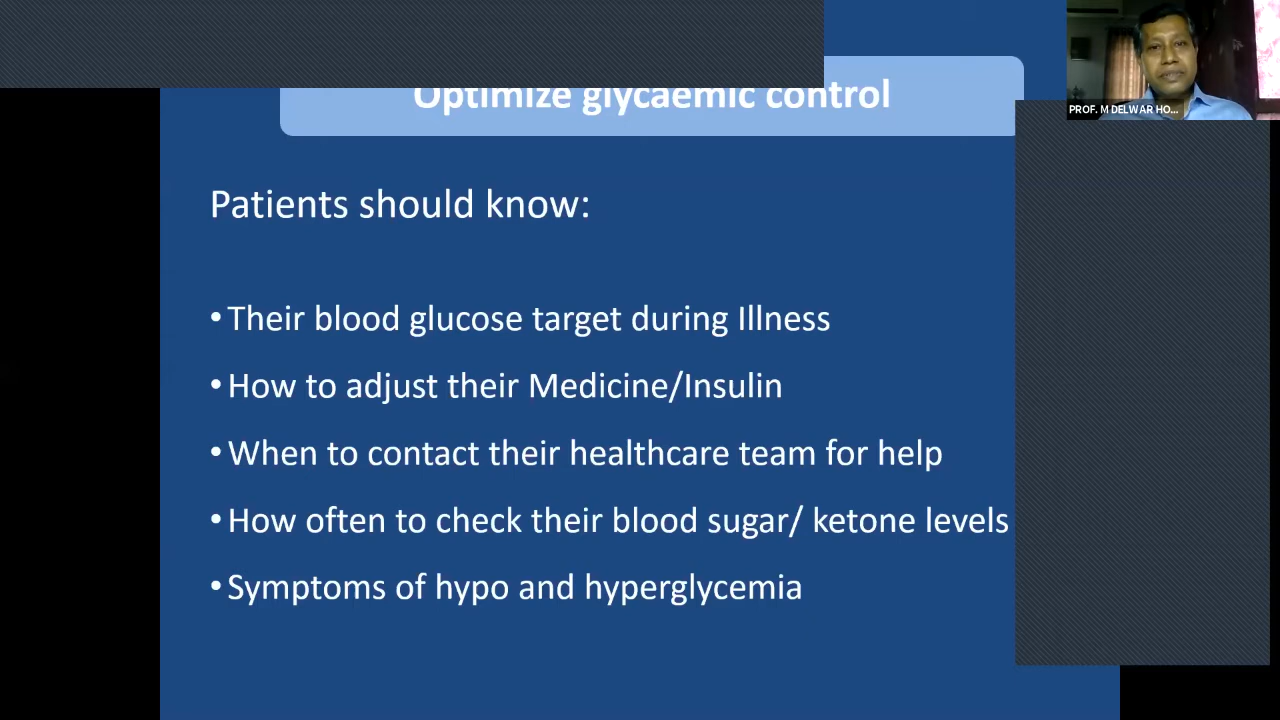 Optimize glycaemic control
PROF. M DELWAR HO...
Patients should know:
• Their blood glucose target during Illness
• How to adjust their Medicine/Insulin
• When to contact their healthcare team for help
• How often to check their blood sugar/ ketone levels
• Symptoms of hypo and hyperglycemia